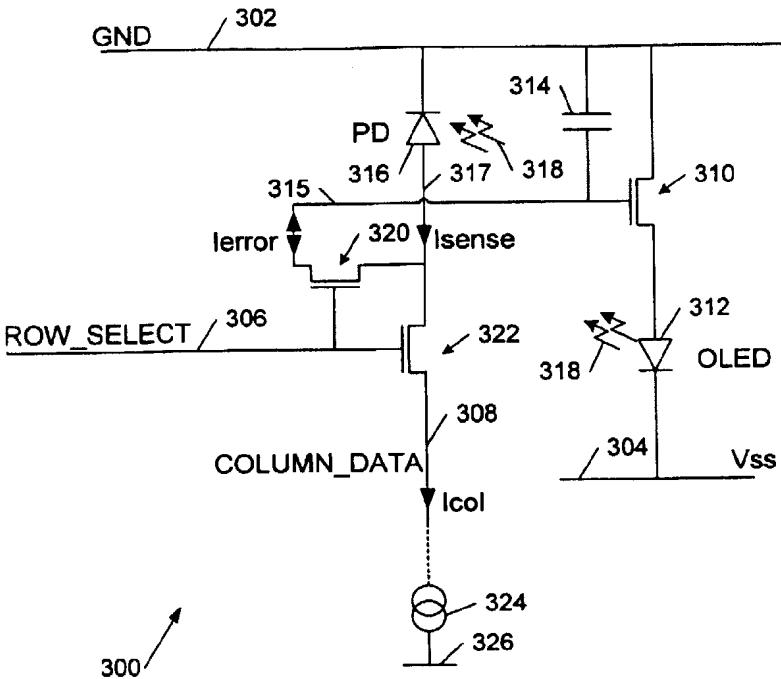 302
GND
314
PD
316
317
318
310
315
Ierror
320
Isense
ROW_SELECT
306
322
312
318
OLED
308
COLUMN_DATA
304
Vss
Icol
324
326
300